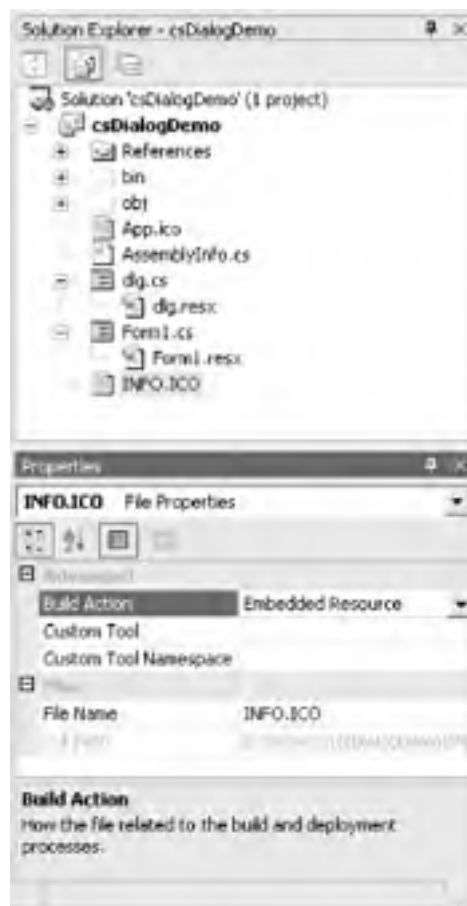 Solution Explorer - csDialogDemo
Solution 'csDialogDemo' (1 project)
csDialogDemo
References
bin
obj
App.ico
AssemblyInfo.cs
dlg.cs
dlg.resx
Form1.cs
Form1.resx
INFO.ICO
Properties
INFO.ICO File Properties
Advanced
Build Action Embedded Resource
Custom Tool
Custom Tool Namespace
File Name INFO.ICO
Build Action
How the file related to the build and deployment
processes.